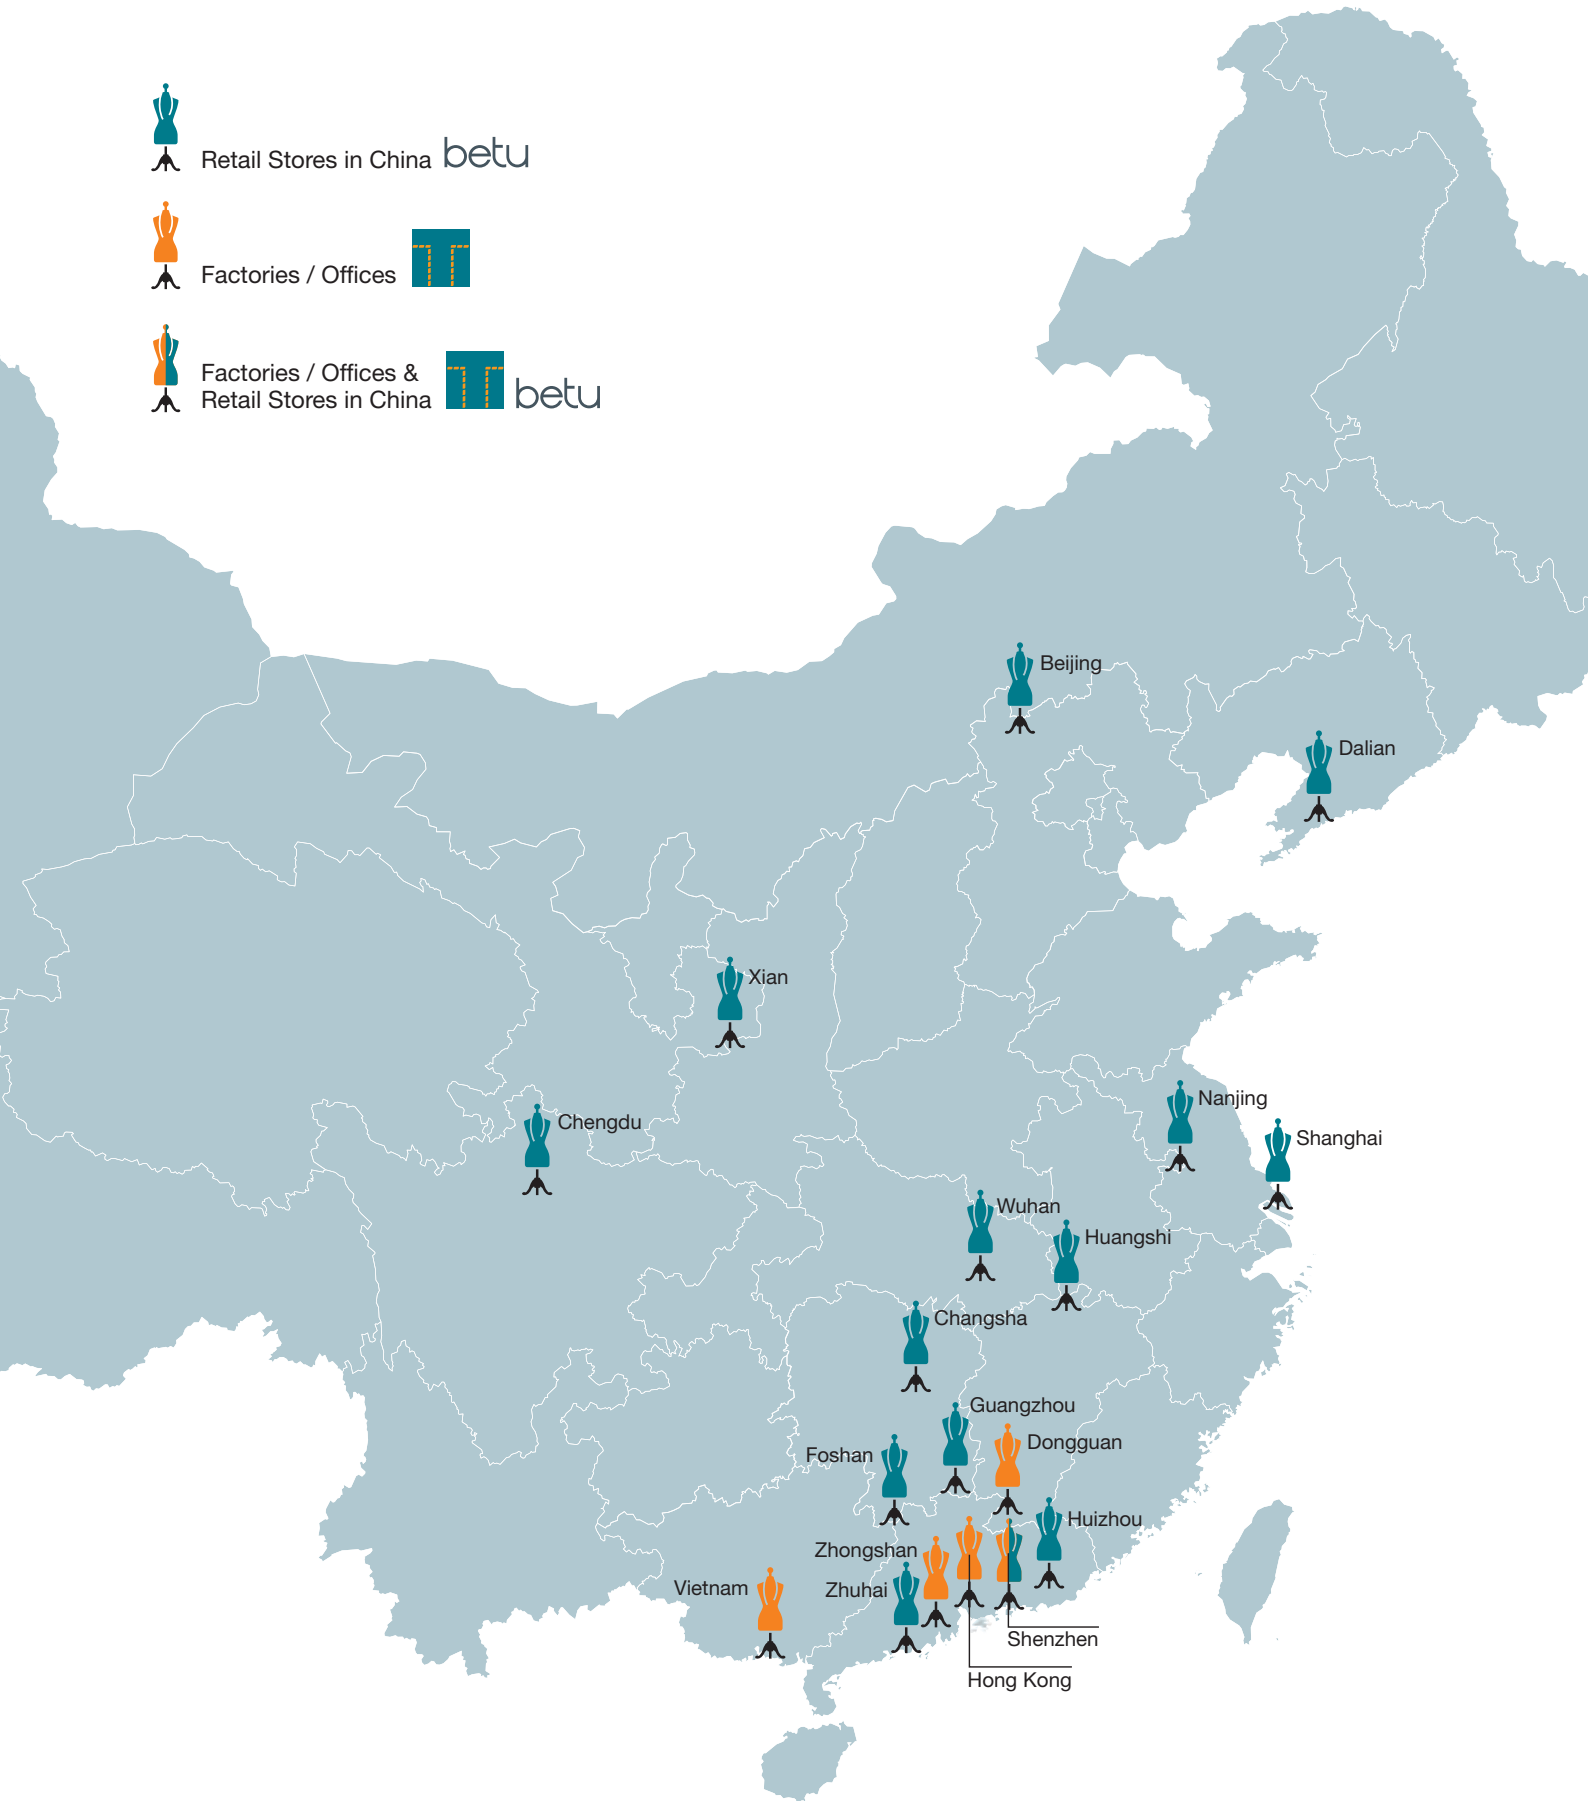 Retail Stores in China betu
Factories / Offices
Factories / Offices &
Retail Stores in China betu
Beijing
Dalian
Xian
Nanjing
Chengdu
Shanghai
Wuhan
Huangshi
Changsha
Guangzhou
Dongguan
Foshan
Huizhou
Zhongshan
Vietnam
Zhuhai
Shenzhen
Hong Kong